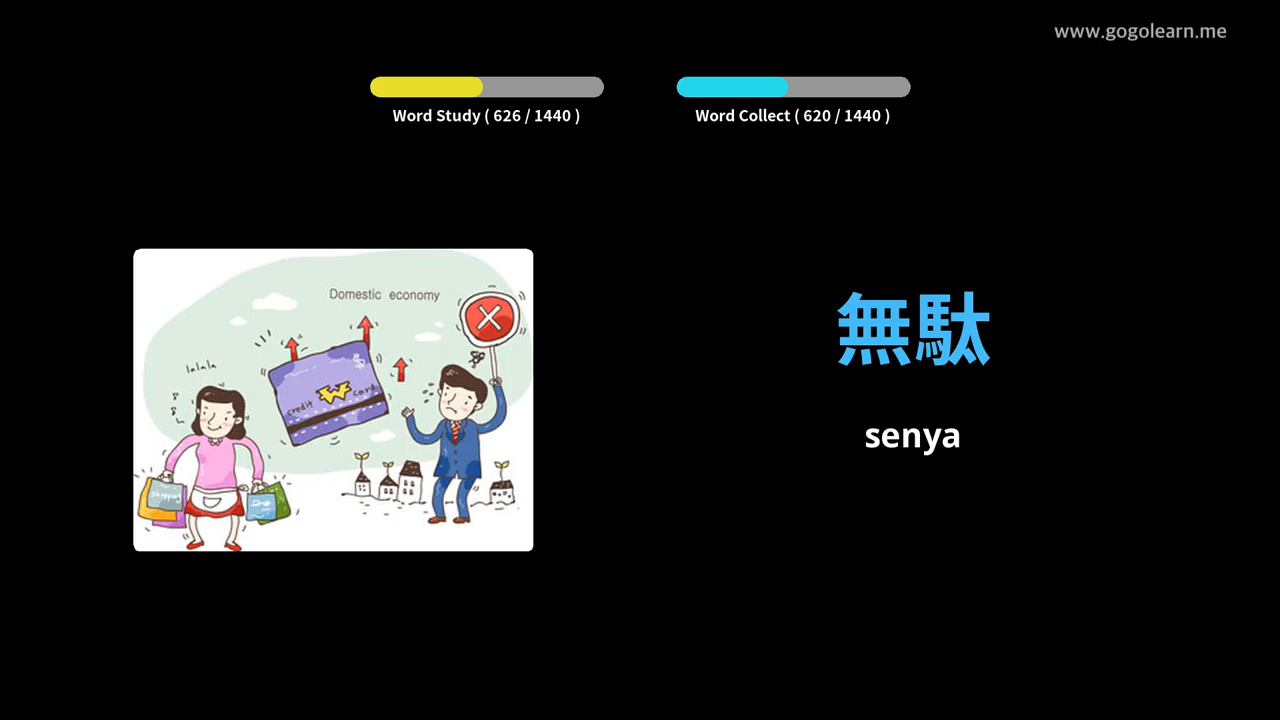 www.gogolearn.me
Word Study ( 626 / 1440 )
Word Collect ( 620 / 1440 )
Domestic economy
lalala
$
W
credit card
shopping
無駄
senya